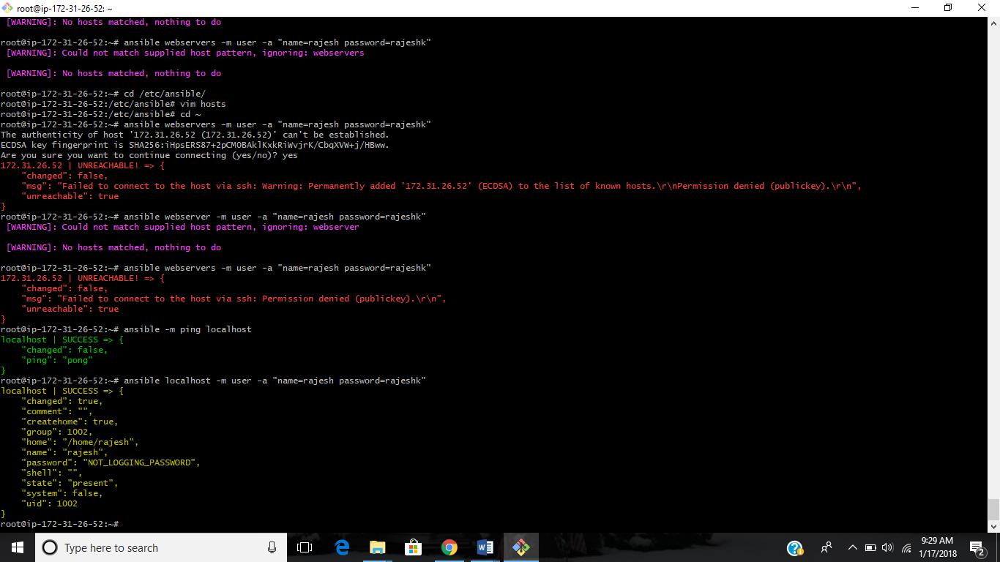 root@ip-172-31-26-52: ~
[WARNING]: No hosts matched, nothing to do
root@ip-172-31-26-52:~# ansible webservers -m user -a "name=rajesh password=rajeshk"
[WARNING]: Could not match supplied host pattern, ignoring: webservers
[WARNING]: No hosts matched, nothing to do
root@ip-172-31-26-52:~# cd /etc/ansible/
root@ip-172-31-26-52:/etc/ansible# vim hosts
root@ip-172-31-26-52:/etc/ansible# cd ~
root@ip-172-31-26-52:~# ansible webservers -m user -a "name=rajesh password=rajeshk"
The authenticity of host '172.31.26.52 (172.31.26.52)' can't be established.
ECDSA key fingerprint is SHA256:iHpsERS87+2pCMOBAklKxkRiWvjrK/CbqXVW+j/HBww.
Are you sure you want to continue connecting (yes/no)? yes
172.31.26.52 | UNREACHABLE! => {
    "changed": false,
    "msg": "Failed to connect to the host via ssh: Warning: Permanently added '172.31.26.52' (ECDSA) to the list of known hosts.\r\nPermission denied (publickey).\r\n",
    "unreachable": true
}
root@ip-172-31-26-52:~# ansible webserver -m user -a "name=rajesh password=rajeshk"
[WARNING]: Could not match supplied host pattern, ignoring: webserver
[WARNING]: No hosts matched, nothing to do
root@ip-172-31-26-52:~# ansible webservers -m user -a "name=rajesh password=rajeshk"
172.31.26.52 | UNREACHABLE! => {
    "changed": false,
    "msg": "Failed to connect to the host via ssh: Permission denied (publickey).\r\n",
    "unreachable": true
}
root@ip-172-31-26-52:~# ansible -m ping localhost
localhost | SUCCESS => {
    "changed": false,
    "ping": "pong"
}
root@ip-172-31-26-52:~# ansible localhost -m user -a "name=rajesh password=rajeshk"
localhost | SUCCESS => {
    "changed": true,
    "comment": "",
    "createhome": true,
    "group": 1002,
    "home": "/home/rajesh",
    "name": "rajesh",
    "password": "NOT_LOGGING_PASSWORD",
    "shell": "",
    "state": "present",
    "system": false,
    "uid": 1002
}
root@ip-172-31-26-52:~#
Type here to search
9:29 AM
1/17/2018
2